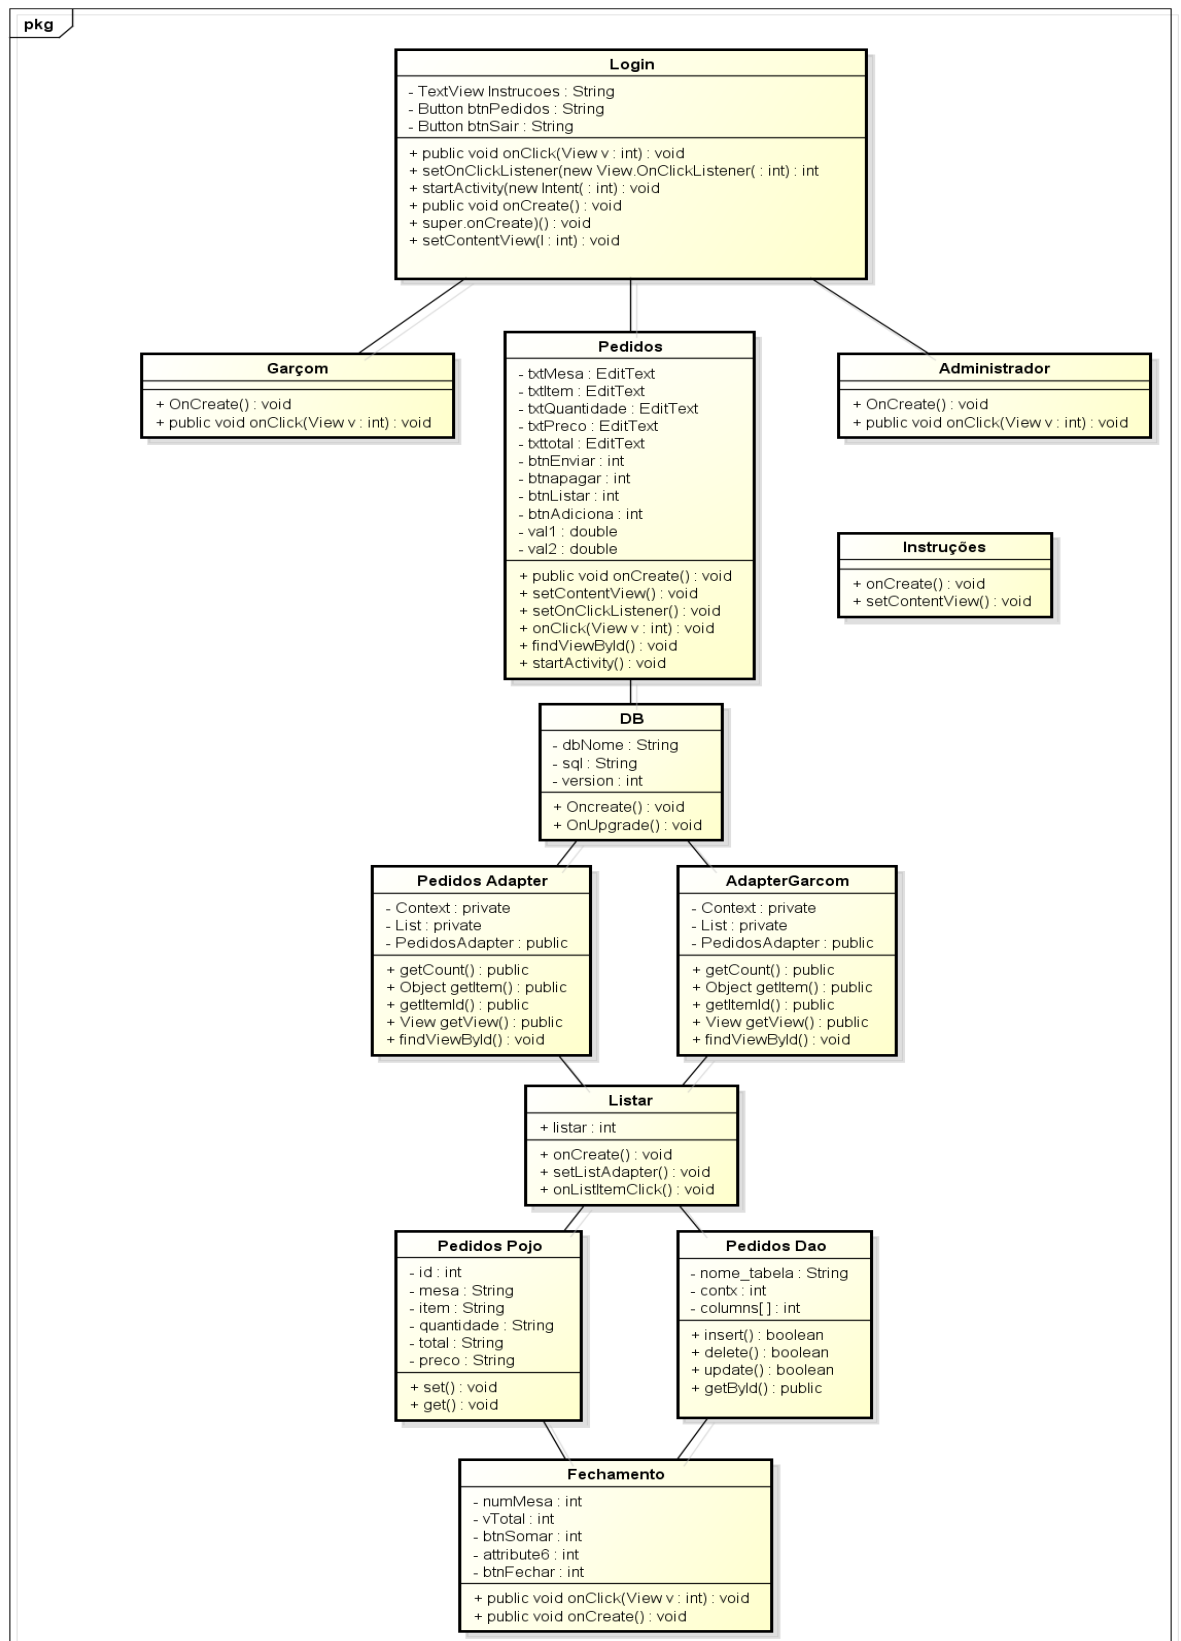 pkg
Login
- TextView Instrucoes : String
- Button btnPedidos : String
- Button btnSair : String
+ public void onClick(View v : int) : void
+ setOnClickListener(new View.OnClickListener( : int) : int
+ startActivity(new Intent( : int) : void
+ public void onCreate() : void
+ super.onCreate)() : void
+ setContentView(l : int) : void
Garçom
+ OnCreate() : void
+ public void onClick(View v : int) : void
Pedidos
- txtMesa : EditText
- txtItem : EditText
- txtQuantidade : EditText
- txtPreco : EditText
- txttotal : EditText
- btnEnviar : int
- btnapagar : int
- btnListar : int
- btnAdiciona : int
- val1 : double
- val2 : double
+ public void onCreate() : void
+ setContentView() : void
+ setOnClickListener() : void
+ onClick(View v : int) : void
+ findViewById() : void
+ startActivity() : void
Administrador
+ OnCreate() : void
+ public void onClick(View v : int) : void
Instruções
+ onCreate() : void
+ setContentView() : void
DB
- dbNome : String
- sql : String
- version : int
+ Oncreate() : void
+ OnUpgrade() : void
Pedidos Adapter
- Context : private
- List : private
- PedidosAdapter : public
+ getCount() : public
+ Object getItem() : public
+ getItemId() : public
+ View getView() : public
+ findViewById() : void
AdapterGarcom
- Context : private
- List : private
- PedidosAdapter : public
+ getCount() : public
+ Object getItem() : public
+ getItemId() : public
+ View getView() : public
+ findViewById() : void
Listar
+ listar : int
+ onCreate() : void
+ setListAdapter() : void
+ onListItemClick() : void
Pedidos Pojo
- id : int
- mesa : String
- item : String
- quantidade : String
- total : String
- preco : String
+ set() : void
+ get() : void
Pedidos Dao
- nome_tabela : String
- contx : int
- columns[ ] : int
+ insert() : boolean
+ delete() : boolean
+ update() : boolean
+ getById() : public
Fechamento
- numMesa : int
- vTotal : int
- btnSomar : int
- attribute6 : int
- btnFechar : int
+ public void onClick(View v : int) : void
+ public void onCreate() : void